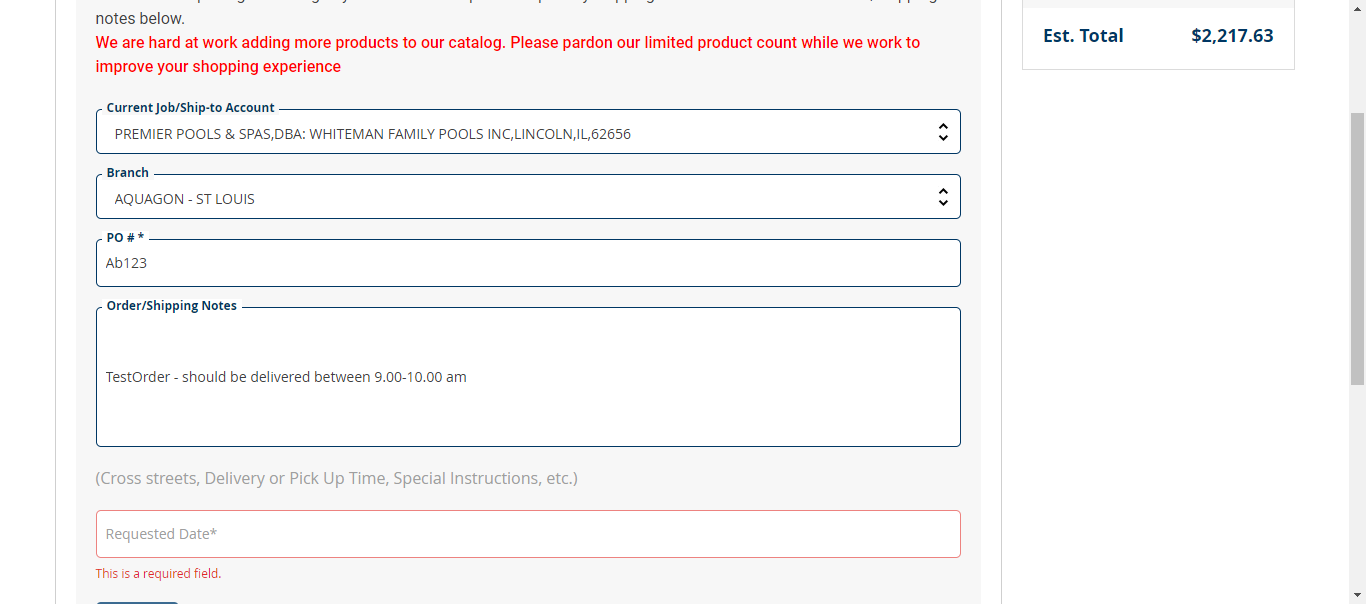 notes below.
We are hard at work adding more products to our catalog. Please pardon our limited product count while we work to
improve your shopping experience
Current Job/Ship-to Account
PREMIER POOLS & SPAS,DBA: WHITEMAN FAMILY POOLS INC,LINCOLN,IL,62656
Branch
AQUAGON - ST LOUIS
PO # *
Ab123
Order/Shipping Notes
TestOrder - should be delivered between 9.00-10.00 am
(Cross streets, Delivery or Pick Up Time, Special Instructions, etc.)
Requested Date*
This is a required field.
Est. Total $2,217.63